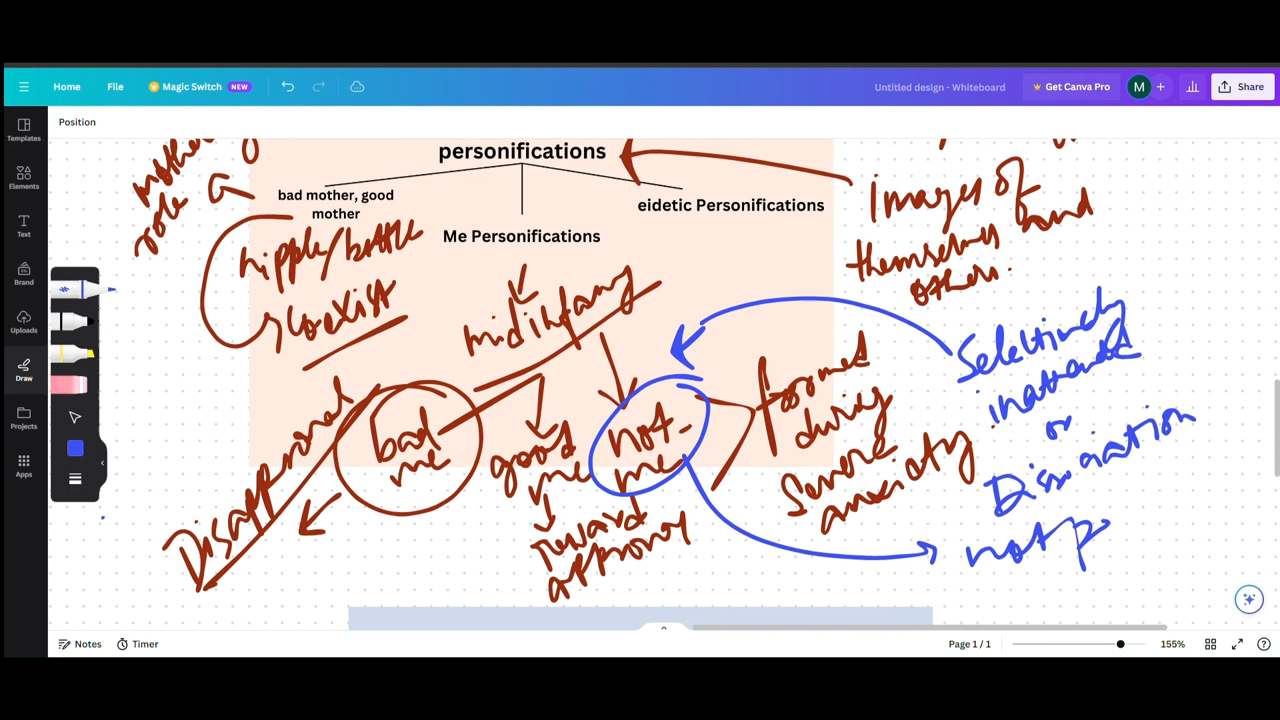 Home File Magic Switch NEW Untitled design - Whiteboard Get Canva Pro M + Share
Position
Templates
Elements
Text
Brand
Uploads
Draw
Projects
Apps
mother
role
personifications
bad mother, good
mother
Me Personifications
eidetic Personifications
nipple/bottle
coexist
images of
themselves and
others.
mid infancy
bad
me
Disapproval
good
me
reward
approval
not-
me
formed
during
Severe
anxiety
Selectively
or
not p
Notes Timer Page 1 / 1 155%